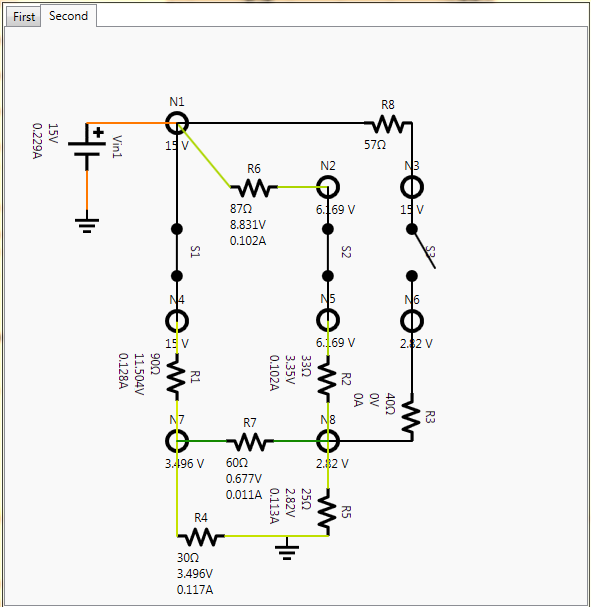 First
Second
N1
R8
15V
0.229A
Vin1
15 V
57Ω
R6
N2
N3
87Ω
8.831V
0.102A
6.169 V
15 V
S1
S2
S3
N4
N5
N6
15 V
6.169 V
2.82 V
90Ω
11.504V
0.128A
R1
33Ω
3.35V
0.102A
R2
40Ω
0V
0A
R3
N7
R7
N8
3.496 V
60Ω
0.677V
0.011A
2.82 V
25Ω
2.82V
0.113A
R5
R4
30Ω
3.496V
0.117A